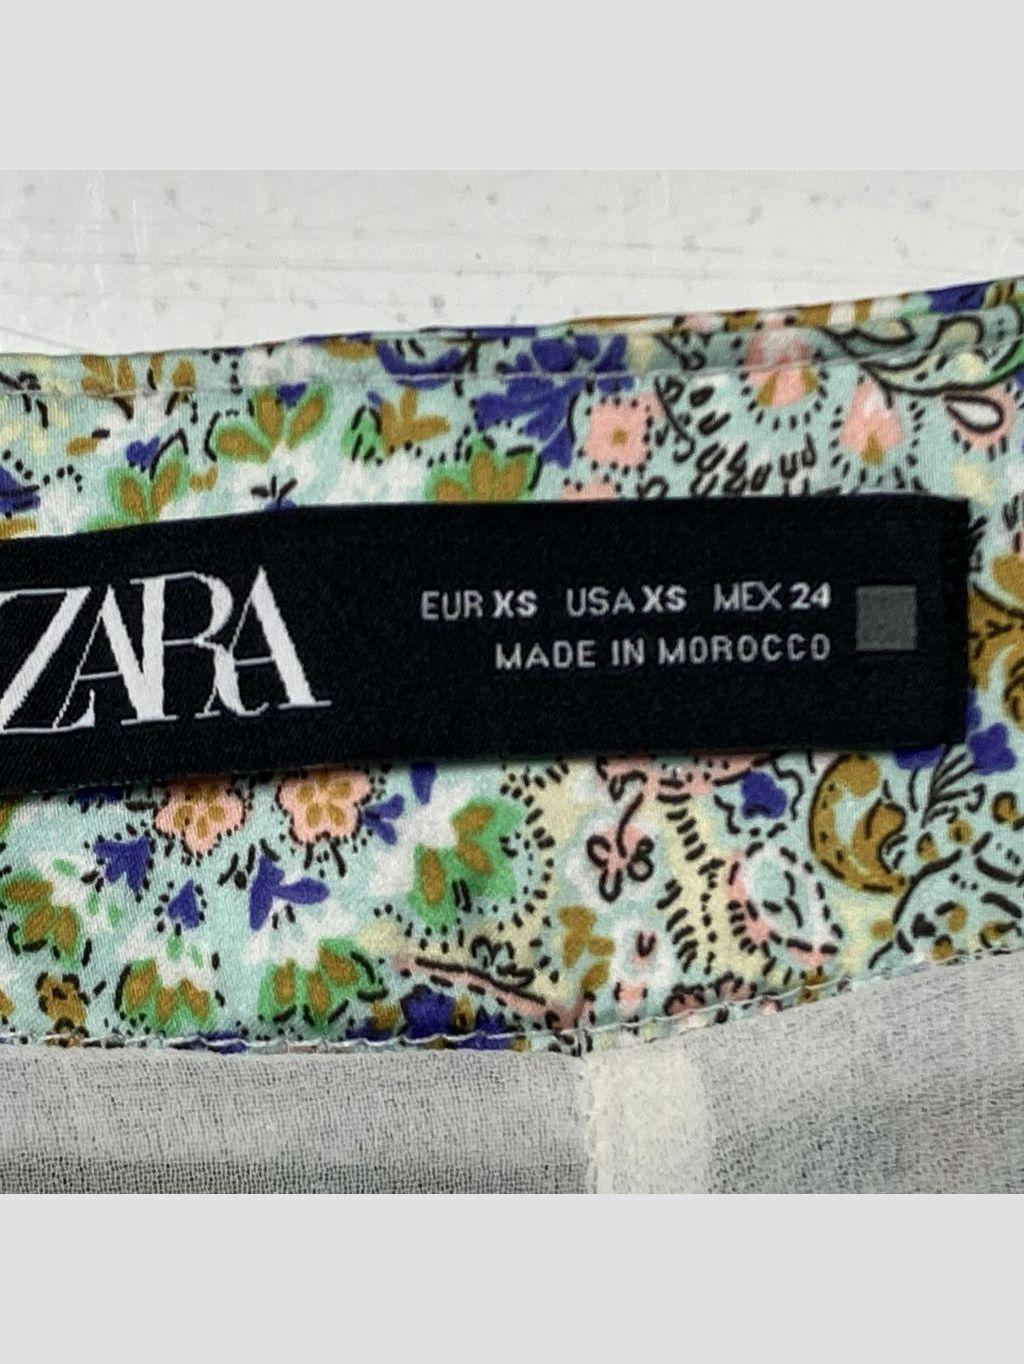 ZARA
EUR XS USA XS MEX 24
MADE IN MOROCCO